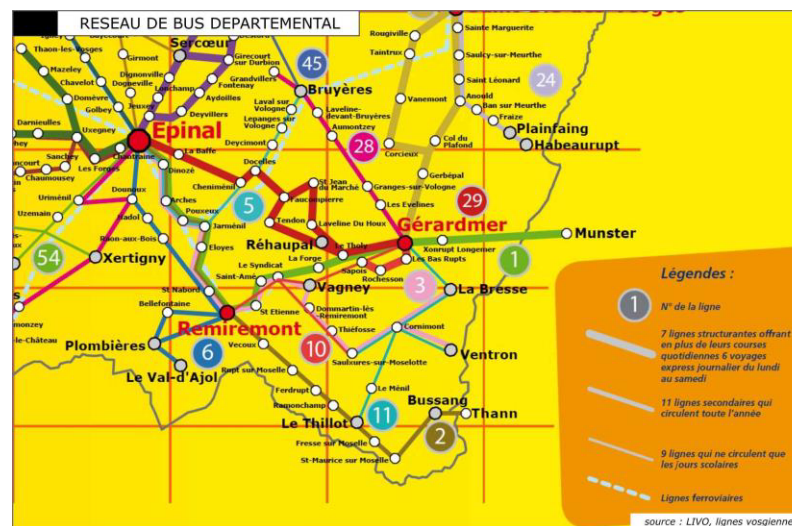 RESEAU DE BUS DEPARTEMENTAL
Rougiville
Sainte Marguerite
Thaon-les-Vosges
Girmont
Sercœur
Girecourt
sur Durbion
Taintrux
Saulcy-sur-Meurthe
Mazeley
Dignonville
Grandvillers
45
Chavelot
Dogneville
Longchamp
Fontenay
Bruyères
Saint Léonard
24
Domèvre
Jeuxey
Aydoilles
Laval sur
Vologne
Laveline-
devant-Bruyères
Vanemont
Anould
Ban sur Meurthe
Golbey
Deyvillers
Lepanges sur
Vologne
Aumontzey
Fraize
Darnieulles
Uxegney
Epinal
Plainfaing
Deycimont
28
Col du
Plafond
Habeaurupt
Sanchey
Les Forges
Chantraine
La Baffe
Corcieux
Chaumousey
Dinozé
Docelles
Gerbépal
Cheniménil
St Jean
du Marché
Granges-sur-Vologne
Uriménil
Dounoux
Arches
5
Faucompierre
Les Evelines
29
Uzemain
Hadol
Pouxeux
Jarménil
Tendon
Laveline Du Houx
Gérardmer
Munster
Raon-aux-Bois
Eloyes
Réhaupal
Le Tholy
Xonrupt Longemer
54
Xertigny
Le Syndicat
La Forge
Sapois
Les Bas Rupts
1
Saint-Amé
Rochesson
St Nabord
Vagney
3
La Bresse
Bellefontaine
St Etienne
Dommartin-lès-
Remiremont
Remiremont
Thiéfosse
Cornimont
le-Château
Plombières
6
Vecoux
10
Saulxures-sur-Moselotte
Ventron
Le Val-d'Ajol
Rupt sur Moselle
Ferdrupt
Le Ménil
Ramonchamp
11
Bussang
Thann
Le Thillot
2
Fresse sur Moselle
St-Maurice sur Moselle
Légendes :
1
N° de la ligne
7 lignes structurantes offrant
en plus de leurs courses
quotidiennes 6 voyages
express journalier du lundi
au samedi
11 lignes secondaires qui
circulent toute l'année
9 lignes qui ne circulent que
les jours scolaires
Lignes ferroviaires
source : LIVO, lignes vosgienne